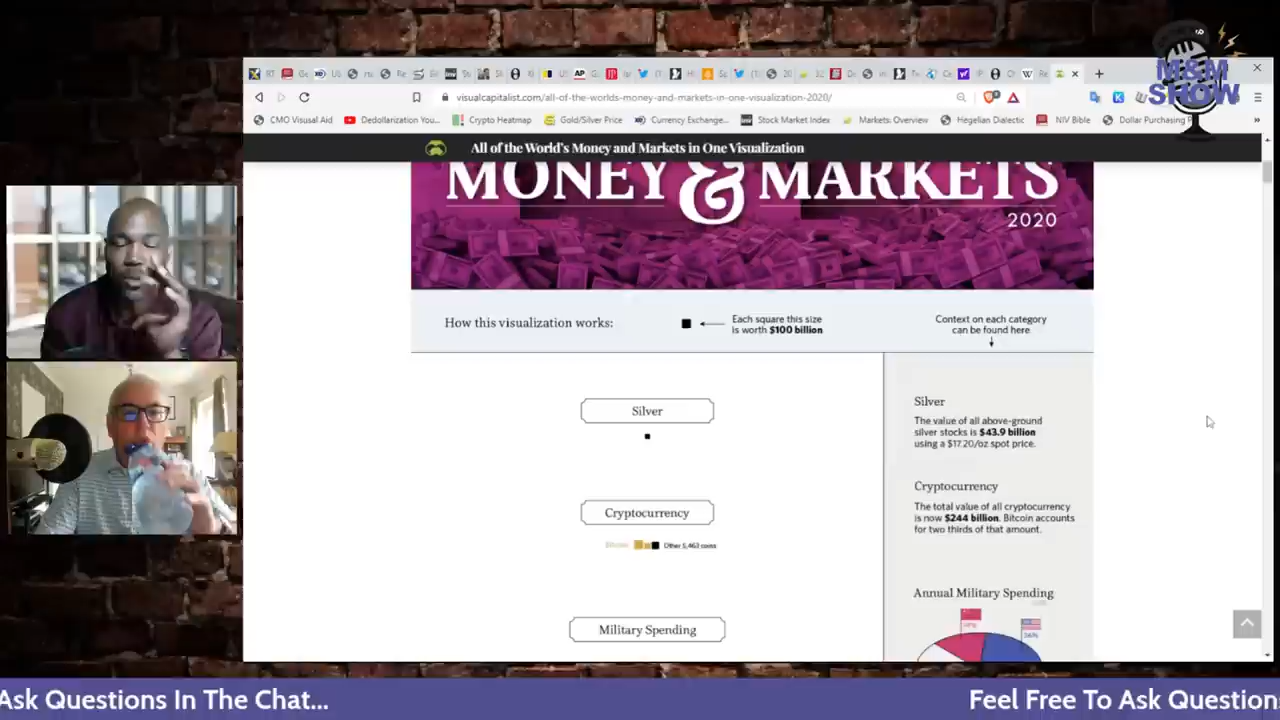 M&M
SHOW
visualcapitalist.com/all-of-the-worlds-money-and-markets-in-one-visualization-2020/
CMO Visusal Aid
Dedollarization You...
Crypto Heatmap
Gold/Silver Price
Currency Exchange...
Stock Market Index
Markets: Overview
Hegelian Dialectic
NIV Bible
Dollar Purchasing
All of the World's Money and Markets in One Visualization
MONEY & MARKETS
2020
How this visualization works:
Each square this size
is worth $100 billion
Context on each category
can be found here
Silver
Silver
The value of all above-ground
silver stocks is $43.9 billion
using a $17.20/oz spot price.
Cryptocurrency
The total value of all cryptocurrency
is now $244 billion. Bitcoin accounts
for two thirds of that amount.
Cryptocurrency
Bitcoin
Other 5,463 coins
Annual Military Spending
Military Spending
Ask Questions In The Chat...
Feel Free To Ask Question